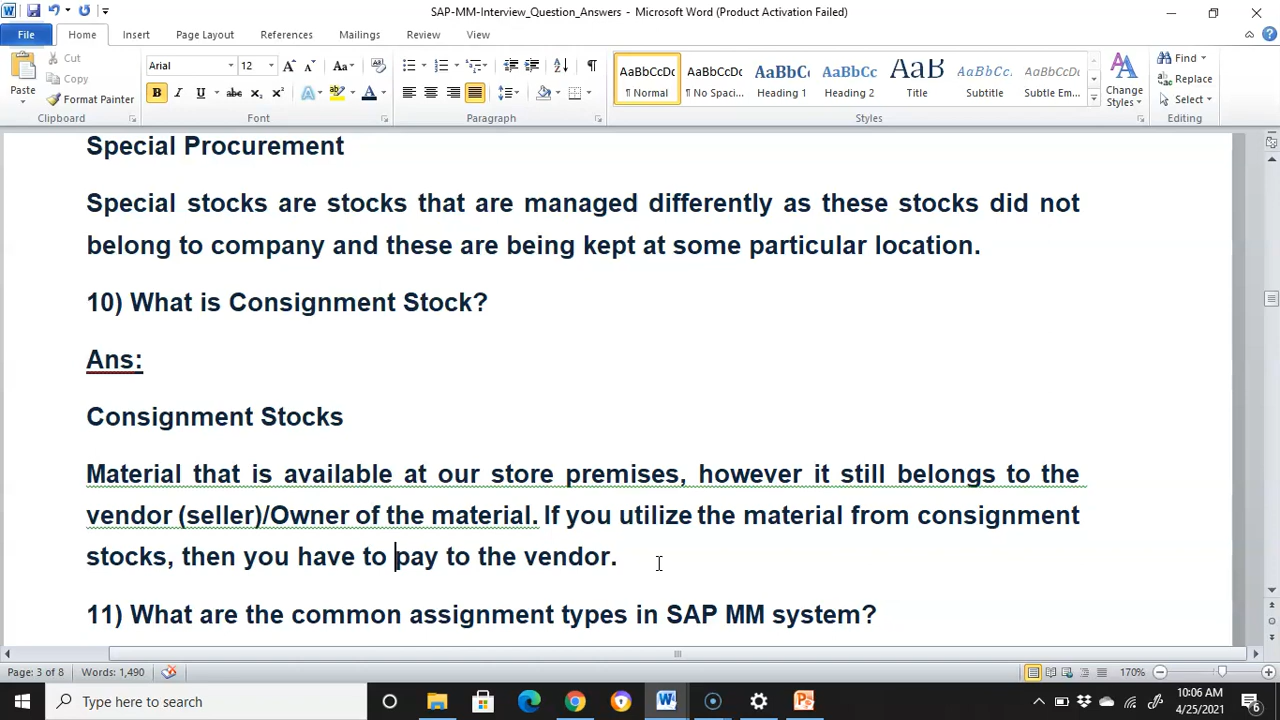 SAP-MM-Interview_Question_Answers - Microsoft Word (Product Activation Failed)
File Home Insert Page Layout References Mailings Review View
Paste
Cut
Copy
Format Painter
Clipboard
Arial 12
Font
Paragraph
AaBbCcDc AaBbCcDc AaBbC AaBbCc AaB AaBbCc. AaBbCcDc
¶ Normal ¶ No Spaci... Heading 1 Heading 2 Title Subtitle Subtle Em...
Styles
Change Styles
Find
Replace
Select
Editing
Special Procurement
Special stocks are stocks that are managed differently as these stocks did not
belong to company and these are being kept at some particular location.
10) What is Consignment Stock?
Ans:
Consignment Stocks
Material that is available at our store premises, however it still belongs to the
vendor (seller)/Owner of the material. If you utilize the material from consignment
stocks, then you have to pay to the vendor.
11) What are the common assignment types in SAP MM system?
Page: 3 of 8 Words: 1,490 170%
Type here to search
10:06 AM
4/25/2021
6